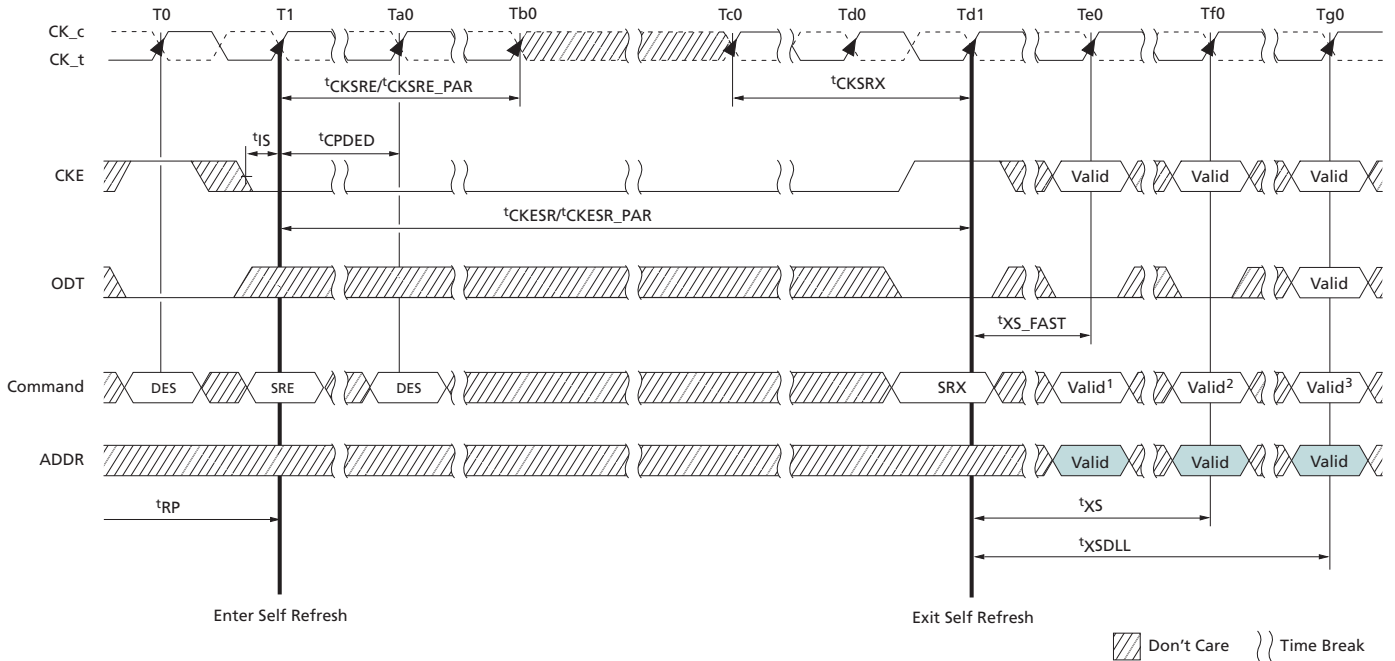 T0 T1 Ta0 Tb0 Tc0 Td0 Td1 Te0 Tf0 Tg0
CK_c
CK_t
tCKSRE/tCKSRE_PAR tCKSRX
tIS tCPDED
CKE Valid Valid Valid
tCKESR/tCKESR_PAR
ODT Valid
tXS_FAST
Command DES SRE DES SRX Valid1 Valid2 Valid3
ADDR Valid Valid Valid
tRP tXS
tXSDLL
Enter Self Refresh Exit Self Refresh
Don't Care Time Break